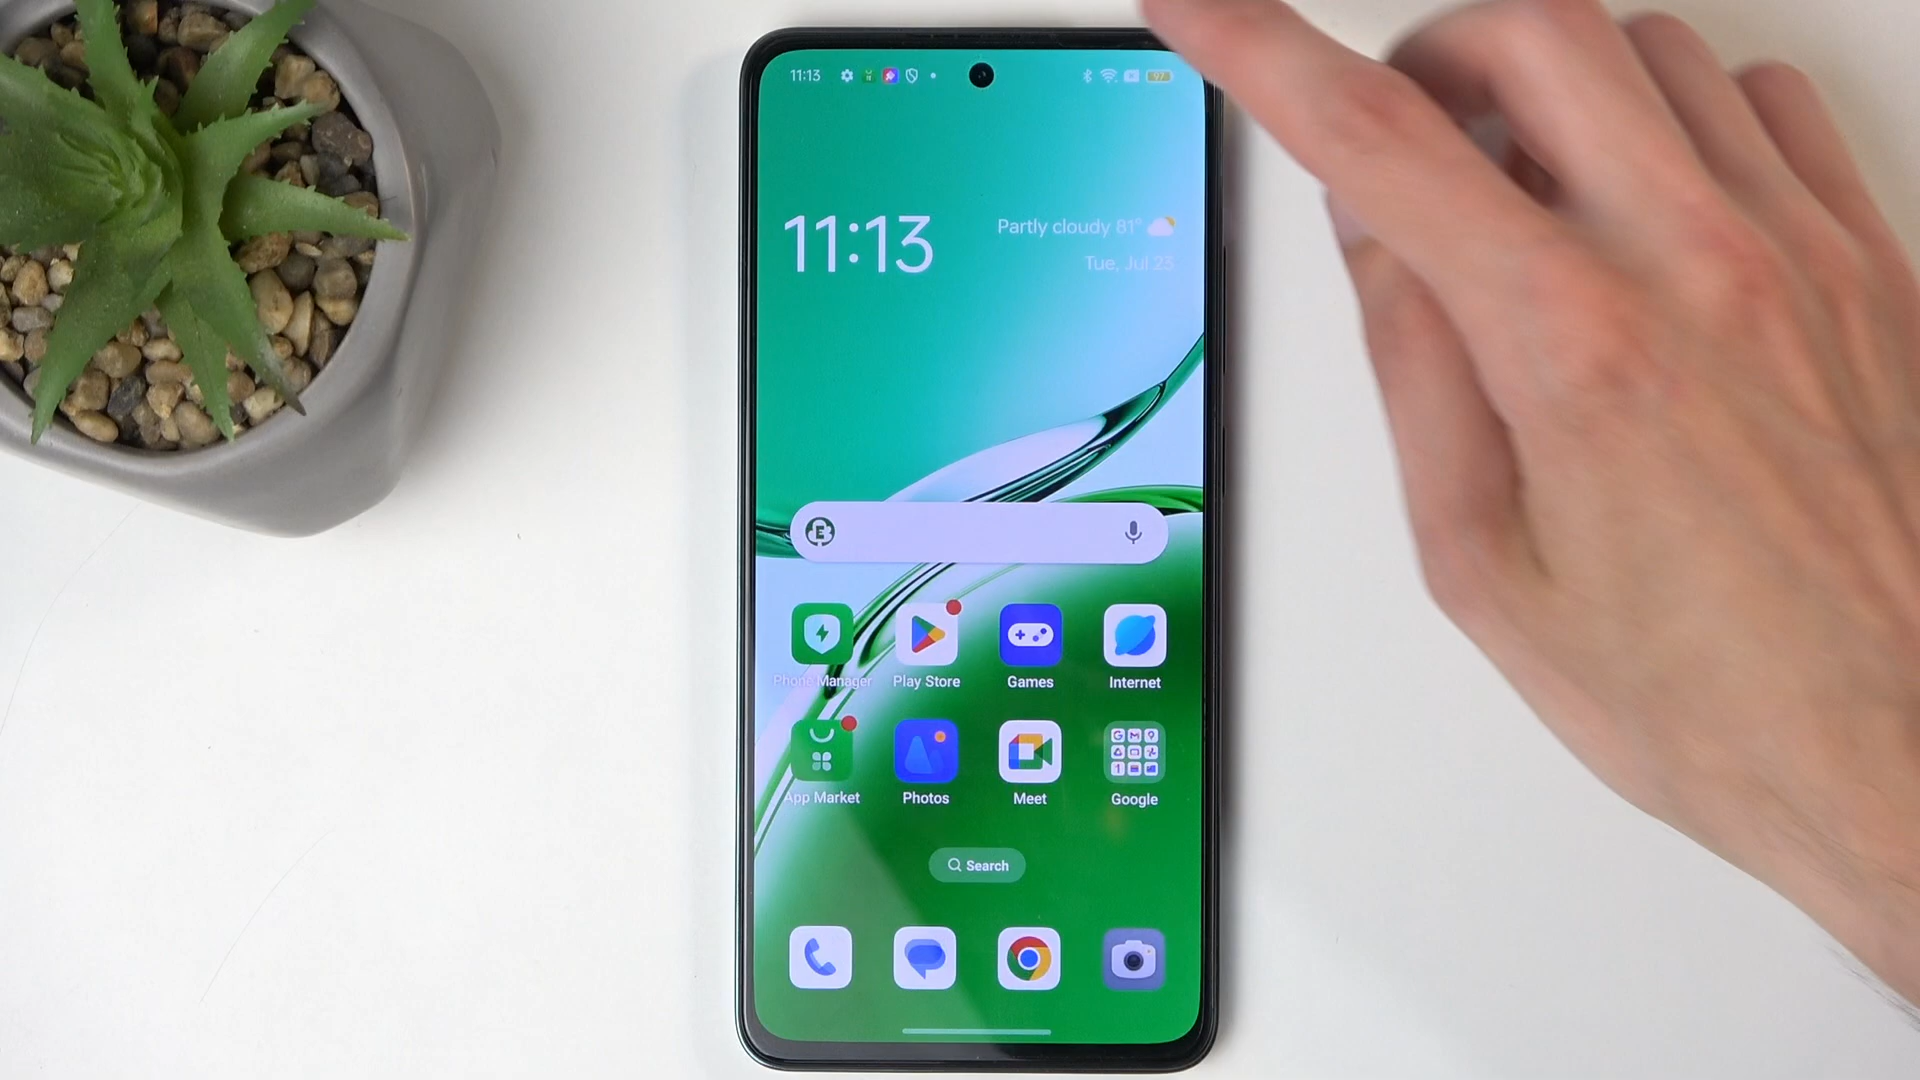 11:13
97
11:13
Partly cloudy 81°
Tue, Jul 23
E
Phone Manager
Play Store
Games
Internet
App Market
Photos
Meet
Google
Search